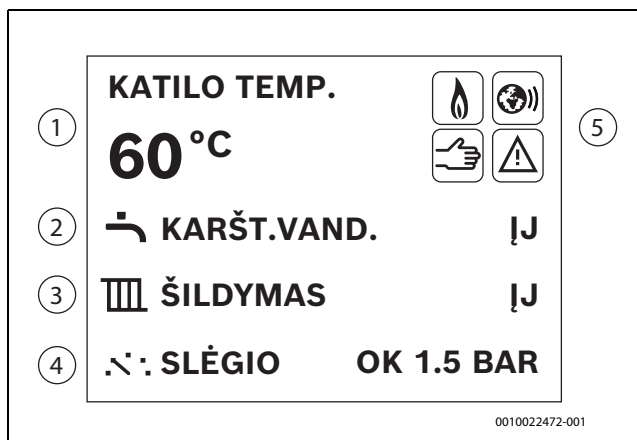 KATILO TEMP.
1
5
60 °C
2 KARŠT.VAND. ĮJ
3 ŠILDYMAS ĮJ
4 SLĖGIO OK 1.5 BAR
0010022472-001